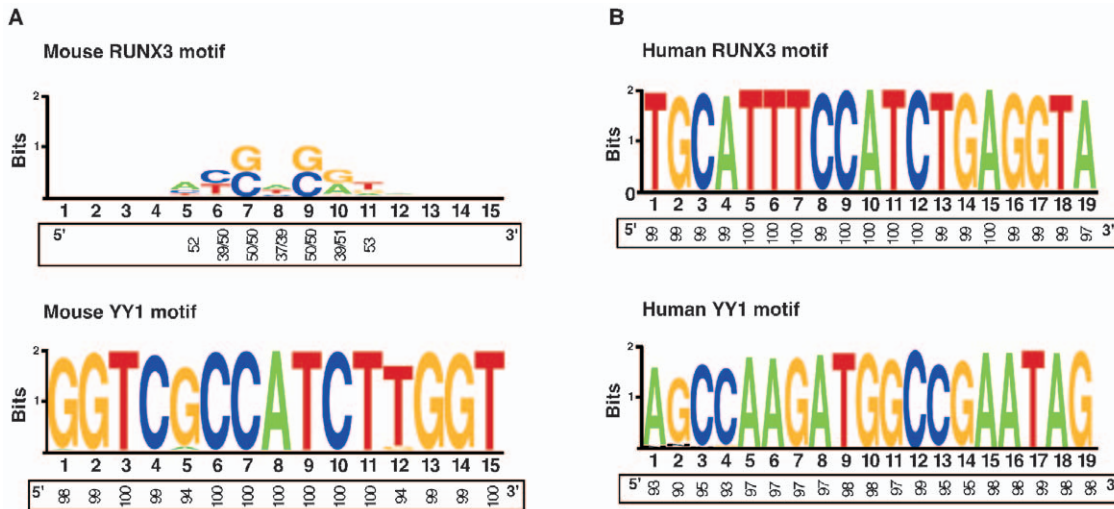 A
Mouse RUNX3 motif
2
1
Bits
G G
A C C A C G T
T A
1 2 3 4 5 6 7 8 9 10 11 12 13 14 15
5' 52 39/50 50/50 37/39 50/50 39/51 53 3'
Mouse YY1 motif
2
1
Bits
GGTCGCCATCTTGGT
1 2 3 4 5 6 7 8 9 10 11 12 13 14 15
5' 98 99 100 99 94 100 100 100 100 100 100 94 99 99 100 3'
B
Human RUNX3 motif
2
1
0
Bits
TGCATTTCCATCTGAGGTA
1 2 3 4 5 6 7 8 9 10 11 12 13 14 15 16 17 18 19
5' 99 99 99 99 100 100 100 99 100 100 100 100 99 99 100 99 99 99 97 3'
Human YY1 motif
2
1
Bits
AGCCAAGATGGCCGAATAG
1 2 3 4 5 6 7 8 9 10 11 12 13 14 15 16 17 18 19
5' 93 90 95 93 97 97 97 97 98 98 97 99 95 95 98 98 99 98 98 3'